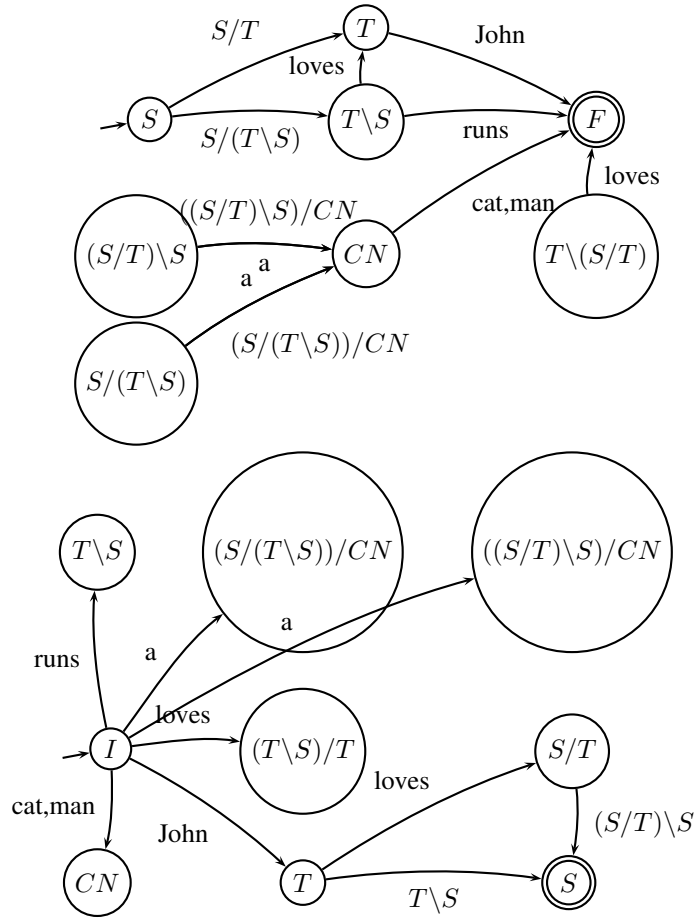 S/T
T
John
loves
S
T\S
F
S/(T\S)
runs
loves
((S/T)\S)/CN
cat,man
(S/T)\S
CN
T\(S/T)
a
a
(S/(T\S))/CN
S/(T\S)
T\S
(S/(T\S))/CN
((S/T)\S)/CN
a
runs
a
loves
I
(T\S)/T
S/T
loves
cat,man
(S/T)\S
John
CN
T
S
T\S